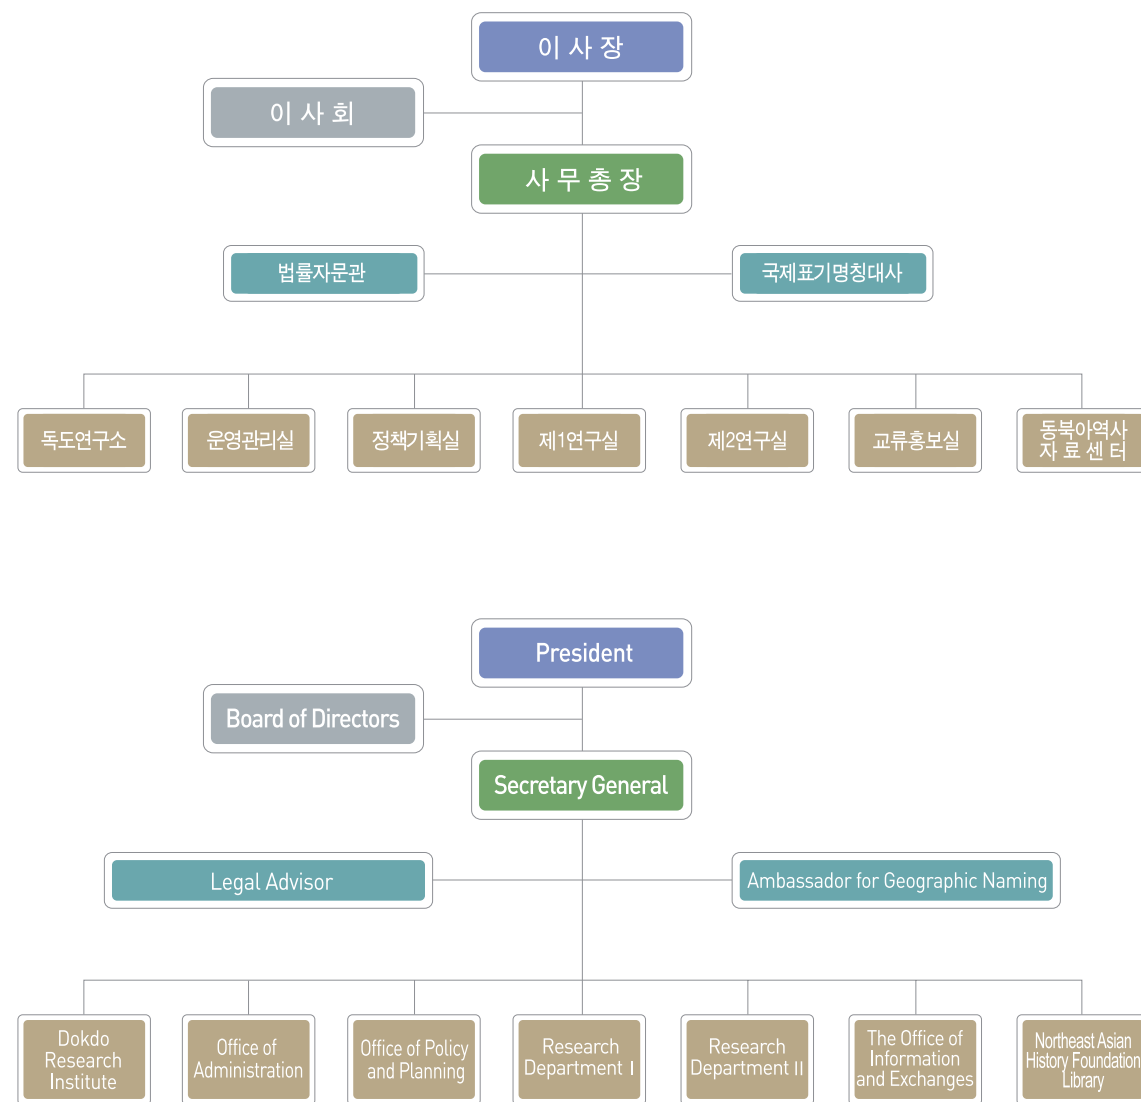 이 사 장
이 사 회
사 무 총 장
법률자문관
국제표기명칭대사
독도연구소
운영관리실
정책기획실
제1연구실
제2연구실
교류홍보실
동북아역사
자 료 센 터
President
Board of Directors
Secretary General
Legal Advisor
Ambassador for Geographic Naming
Dokdo
Research
Institute
Office of
Administration
Office of Policy
and Planning
Research
Department I
Research
Department II
The Office of
Information
and Exchanges
Northeast Asian
History Foundation
Library